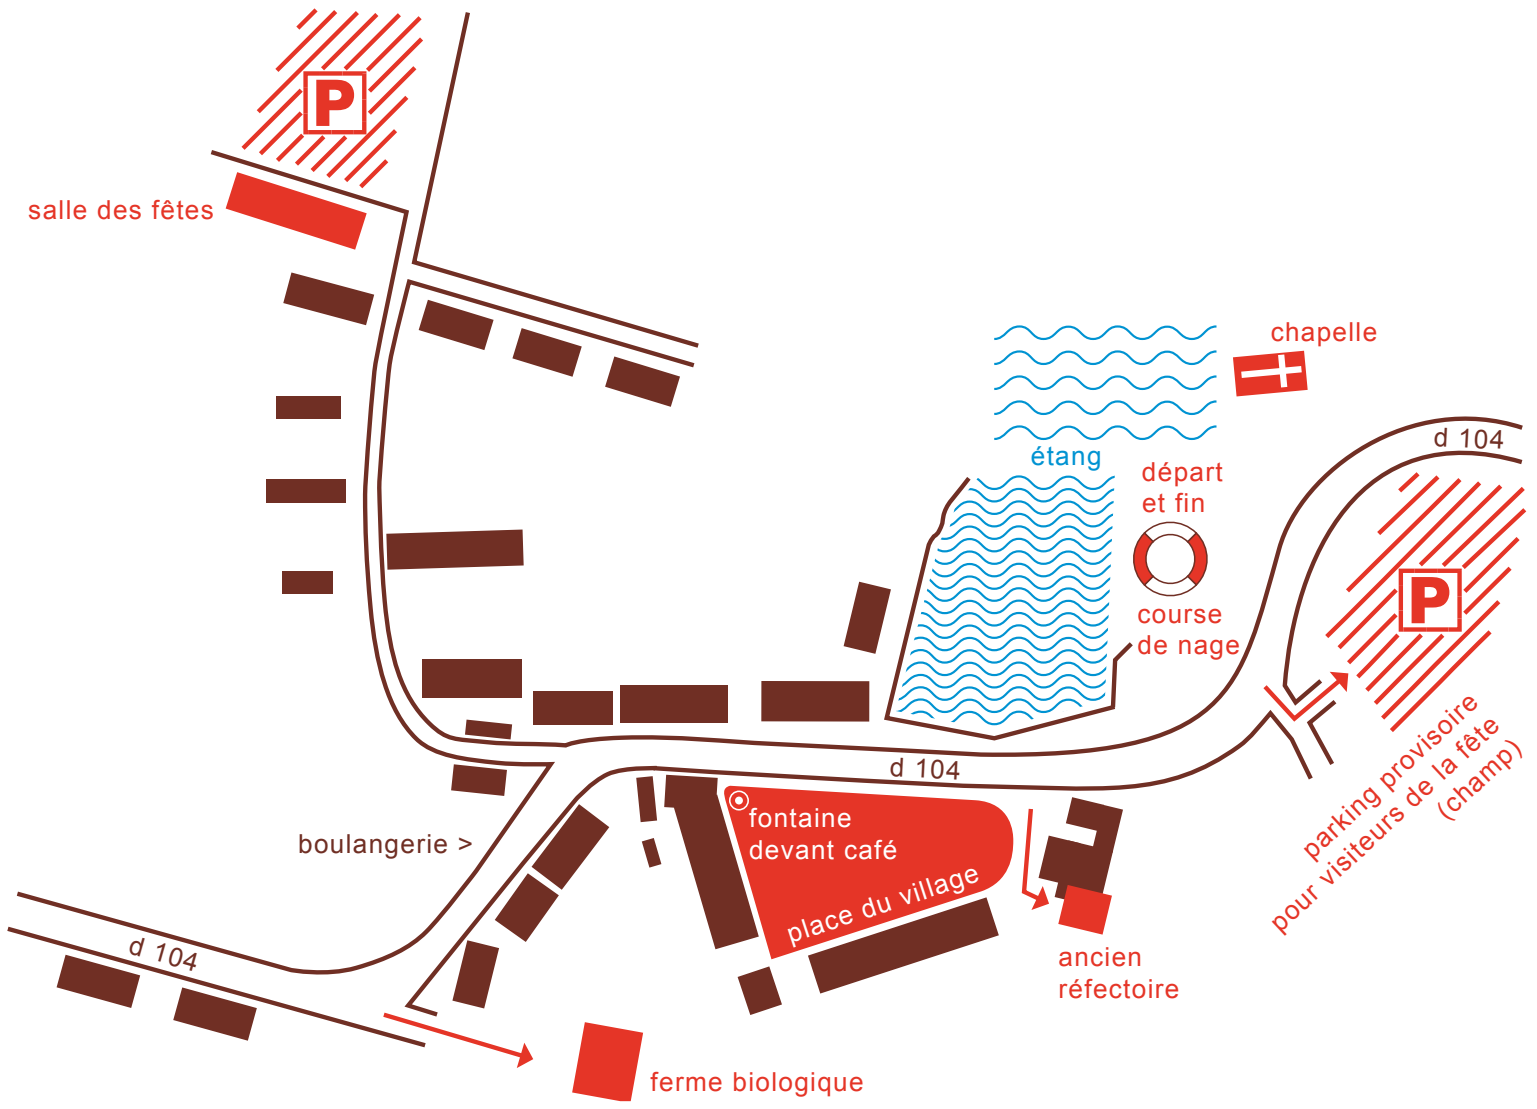 P
salle des fêtes
chapelle
d 104
étang
départ
et fin
course
de nage
P
parking provisoire
pour visiteurs de la fête
(champ)
d 104
fontaine
devant café
place du village
boulangerie >
d 104
ancien
réfectoire
ferme biologique